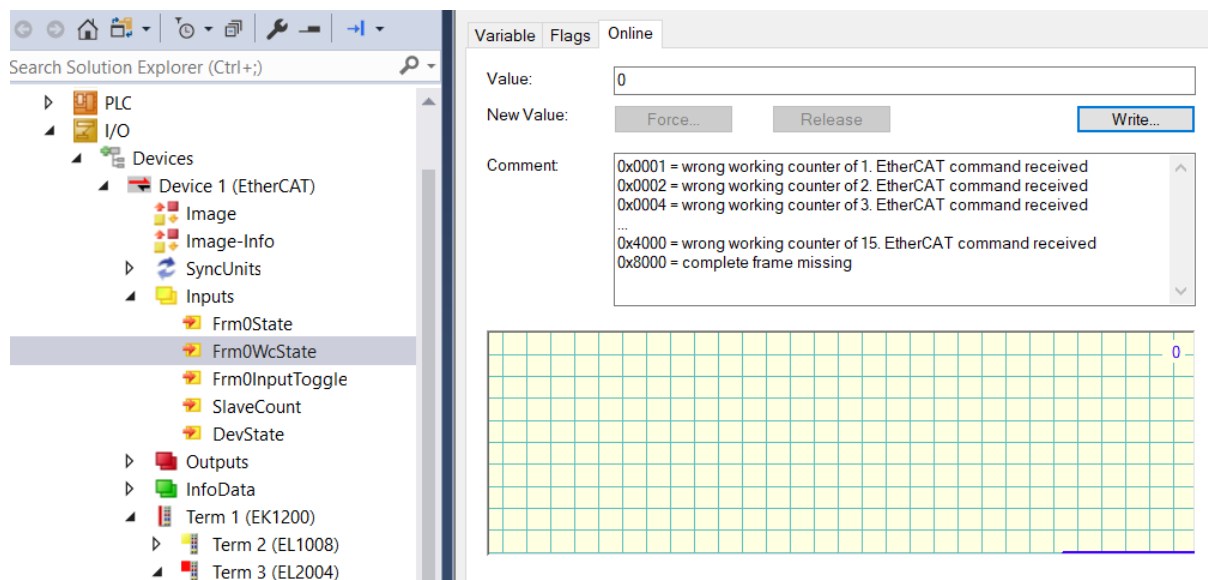 Search Solution Explorer (Ctrl+;)
PLC
I/O
Devices
Device 1 (EtherCAT)
Image
Image-Info
SyncUnits
Inputs
Frm0State
Frm0WcState
Frm0InputToggle
SlaveCount
DevState
Outputs
InfoData
Term 1 (EK1200)
Term 2 (EL1008)
Term 3 (EL2004)
Variable Flags Online
Value: 0
New Value: Force... Release Write...
Comment:
0x0001 = wrong working counter of 1. EtherCAT command received
0x0002 = wrong working counter of 2. EtherCAT command received
0x0004 = wrong working counter of 3. EtherCAT command received
...
0x4000 = wrong working counter of 15. EtherCAT command received
0x8000 = complete frame missing
0